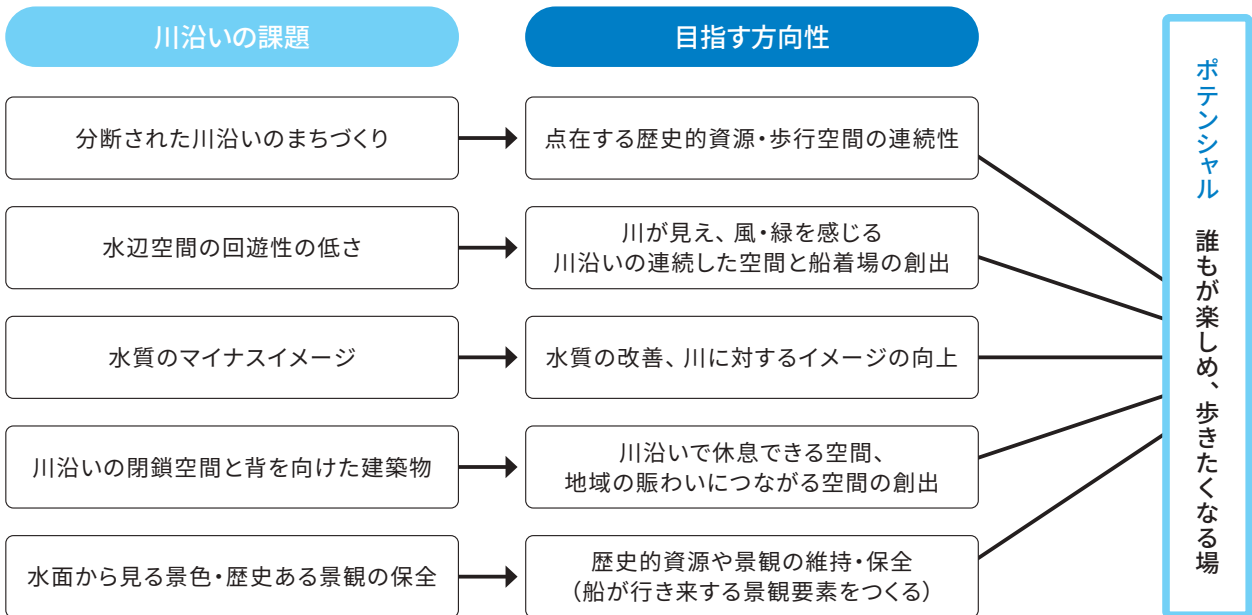 川沿いの課題
目指す方向性
分断された川沿いのまちづくり
点在する歴史的資源・歩行空間の連続性
水辺空間の回遊性の低さ
川が見え、風・緑を感じる
川沿いの連続した空間と船着場の創出
水質のマイナスイメージ
水質の改善、川に対するイメージの向上
川沿いの閉鎖空間と背を向けた建築物
川沿いで休息できる空間、
地域の賑わいにつながる空間の創出
水面から見る景色・歴史ある景観の保全
歴史的資源や景観の維持・保全
（船が行き来する景観要素をつくる）
ポテンシャル 誰もが楽しめ、歩きたくなる場